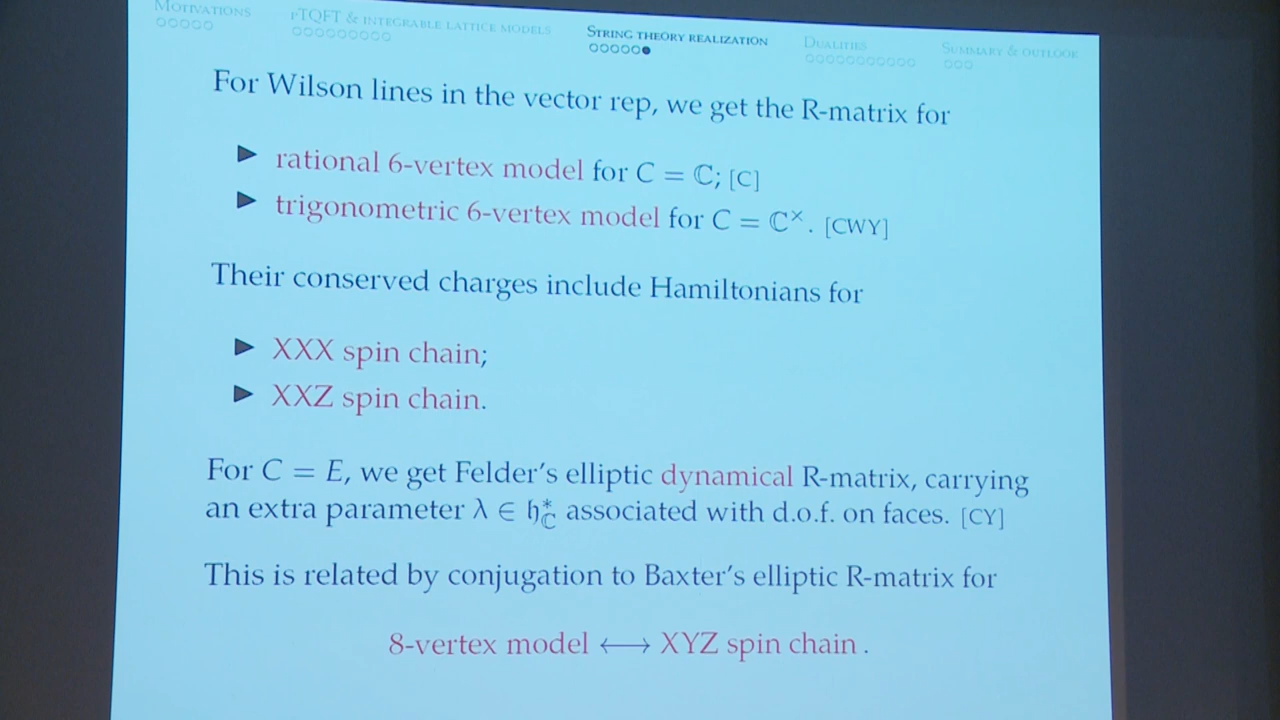 MOTIVATIONS PTQFT & INTEGRABLE LATTICE MODELS STRING THEORY REALIZATION DUALITIES SUMMARY & OUTLOOK
For Wilson lines in the vector rep, we get the R-matrix for
▶ rational 6-vertex model for C = ℂ; [C]
▶ trigonometric 6-vertex model for C = ℂ×. [CWY]
Their conserved charges include Hamiltonians for
▶ XXX spin chain;
▶ XXZ spin chain.
For C = E, we get Felder's elliptic dynamical R-matrix, carrying
an extra parameter λ ∈ 𝔥*_ℂ associated with d.o.f. on faces. [CY]
This is related by conjugation to Baxter's elliptic R-matrix for
8-vertex model ⟷ XYZ spin chain.